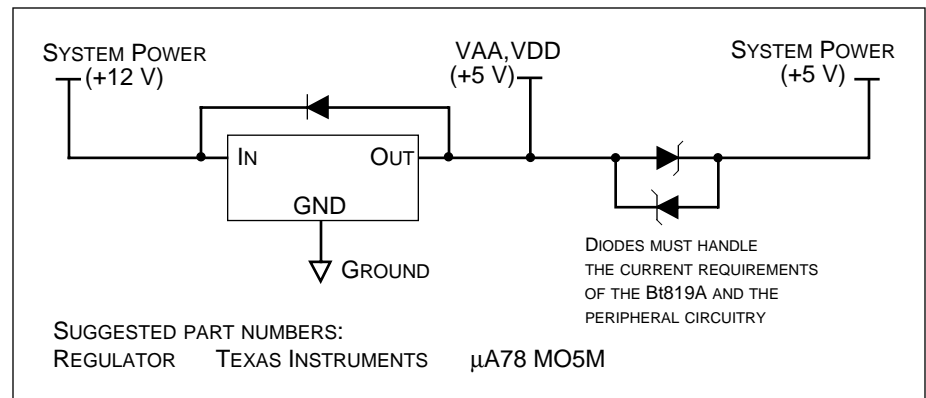 SYSTEM POWER
(+12 V)
VAA,VDD
(+5 V)
SYSTEM POWER
(+5 V)
IN
OUT
GND
GROUND
DIODES MUST HANDLE
THE CURRENT REQUIREMENTS
OF THE Bt819A AND THE
PERIPHERAL CIRCUITRY
SUGGESTED PART NUMBERS:
REGULATOR TEXAS INSTRUMENTS µA78 MO5M